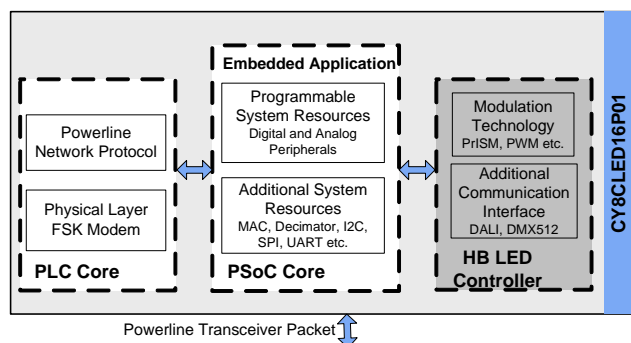 Powerline
Network Protocol
Physical Layer
FSK Modem
PLC Core
Embedded Application
Programmable
System Resources
Digital and Analog
Peripherals
Additional System
Resources
MAC, Decimator, I2C,
SPI, UART etc.
PSoC Core
Modulation
Technology
PrISM, PWM etc.
Additional
Communication
Interface
DALI, DMX512
HB LED
Controller
CY8CLED16P01
Powerline Transceiver Packet